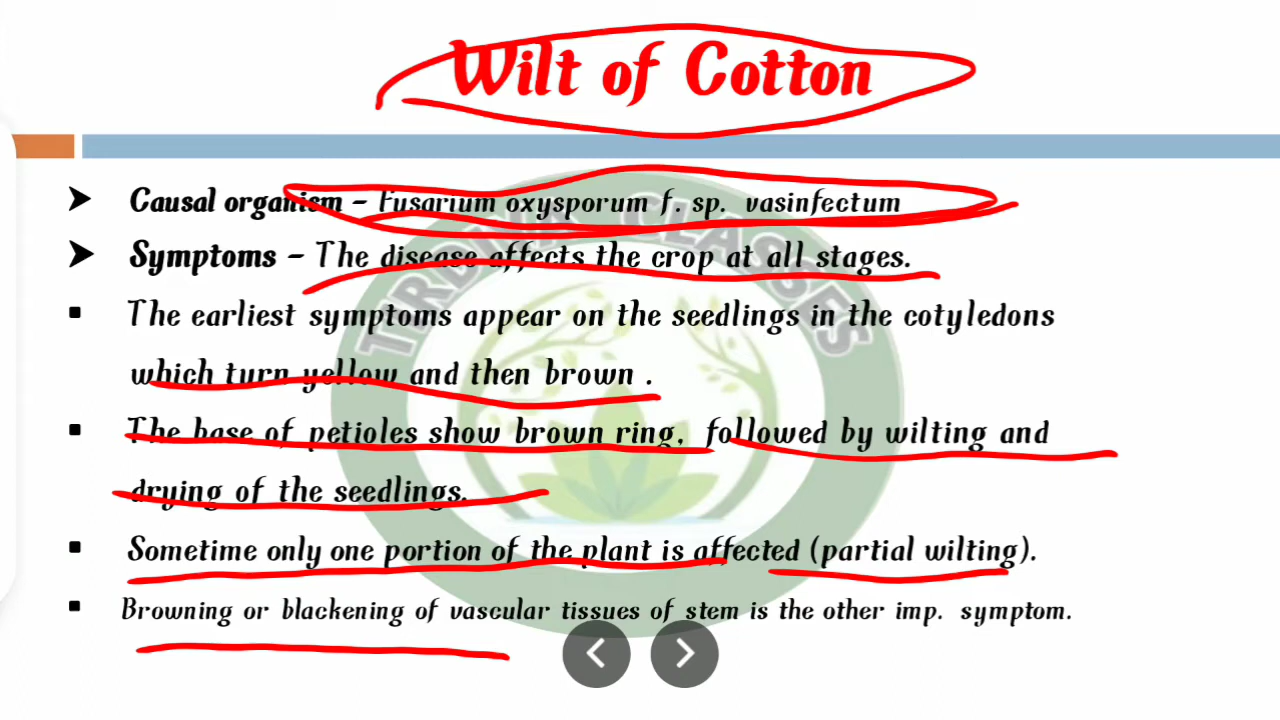 Wilt of Cotton
➤ Causal organism – Fusarium oxysporum f. sp. vasinfectum
➤ Symptoms – The disease affects the crop at all stages.
▪ The earliest symptoms appear on the seedlings in the cotyledons
which turn yellow and then brown .
▪ The base of petioles show brown ring, followed by wilting and
drying of the seedlings.
▪ Sometime only one portion of the plant is affected (partial wilting).
▪ Browning or blackening of vascular tissues of stem is the other imp. symptom.
CLASSES